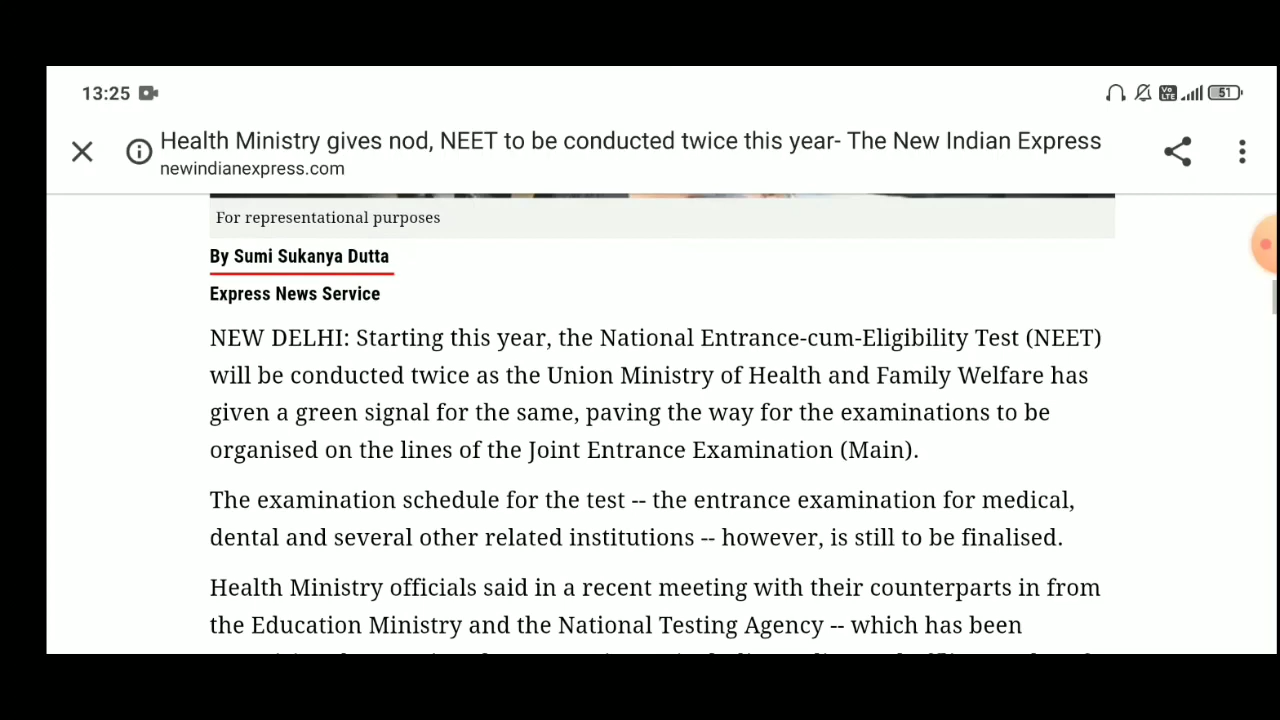 13:25
Vo LTE
51
Health Ministry gives nod, NEET to be conducted twice this year- The New Indian Express
newindianexpress.com
For representational purposes
By Sumi Sukanya Dutta
Express News Service
NEW DELHI: Starting this year, the National Entrance-cum-Eligibility Test (NEET)
will be conducted twice as the Union Ministry of Health and Family Welfare has
given a green signal for the same, paving the way for the examinations to be
organised on the lines of the Joint Entrance Examination (Main).
The examination schedule for the test -- the entrance examination for medical,
dental and several other related institutions -- however, is still to be finalised.
Health Ministry officials said in a recent meeting with their counterparts in from
the Education Ministry and the National Testing Agency -- which has been